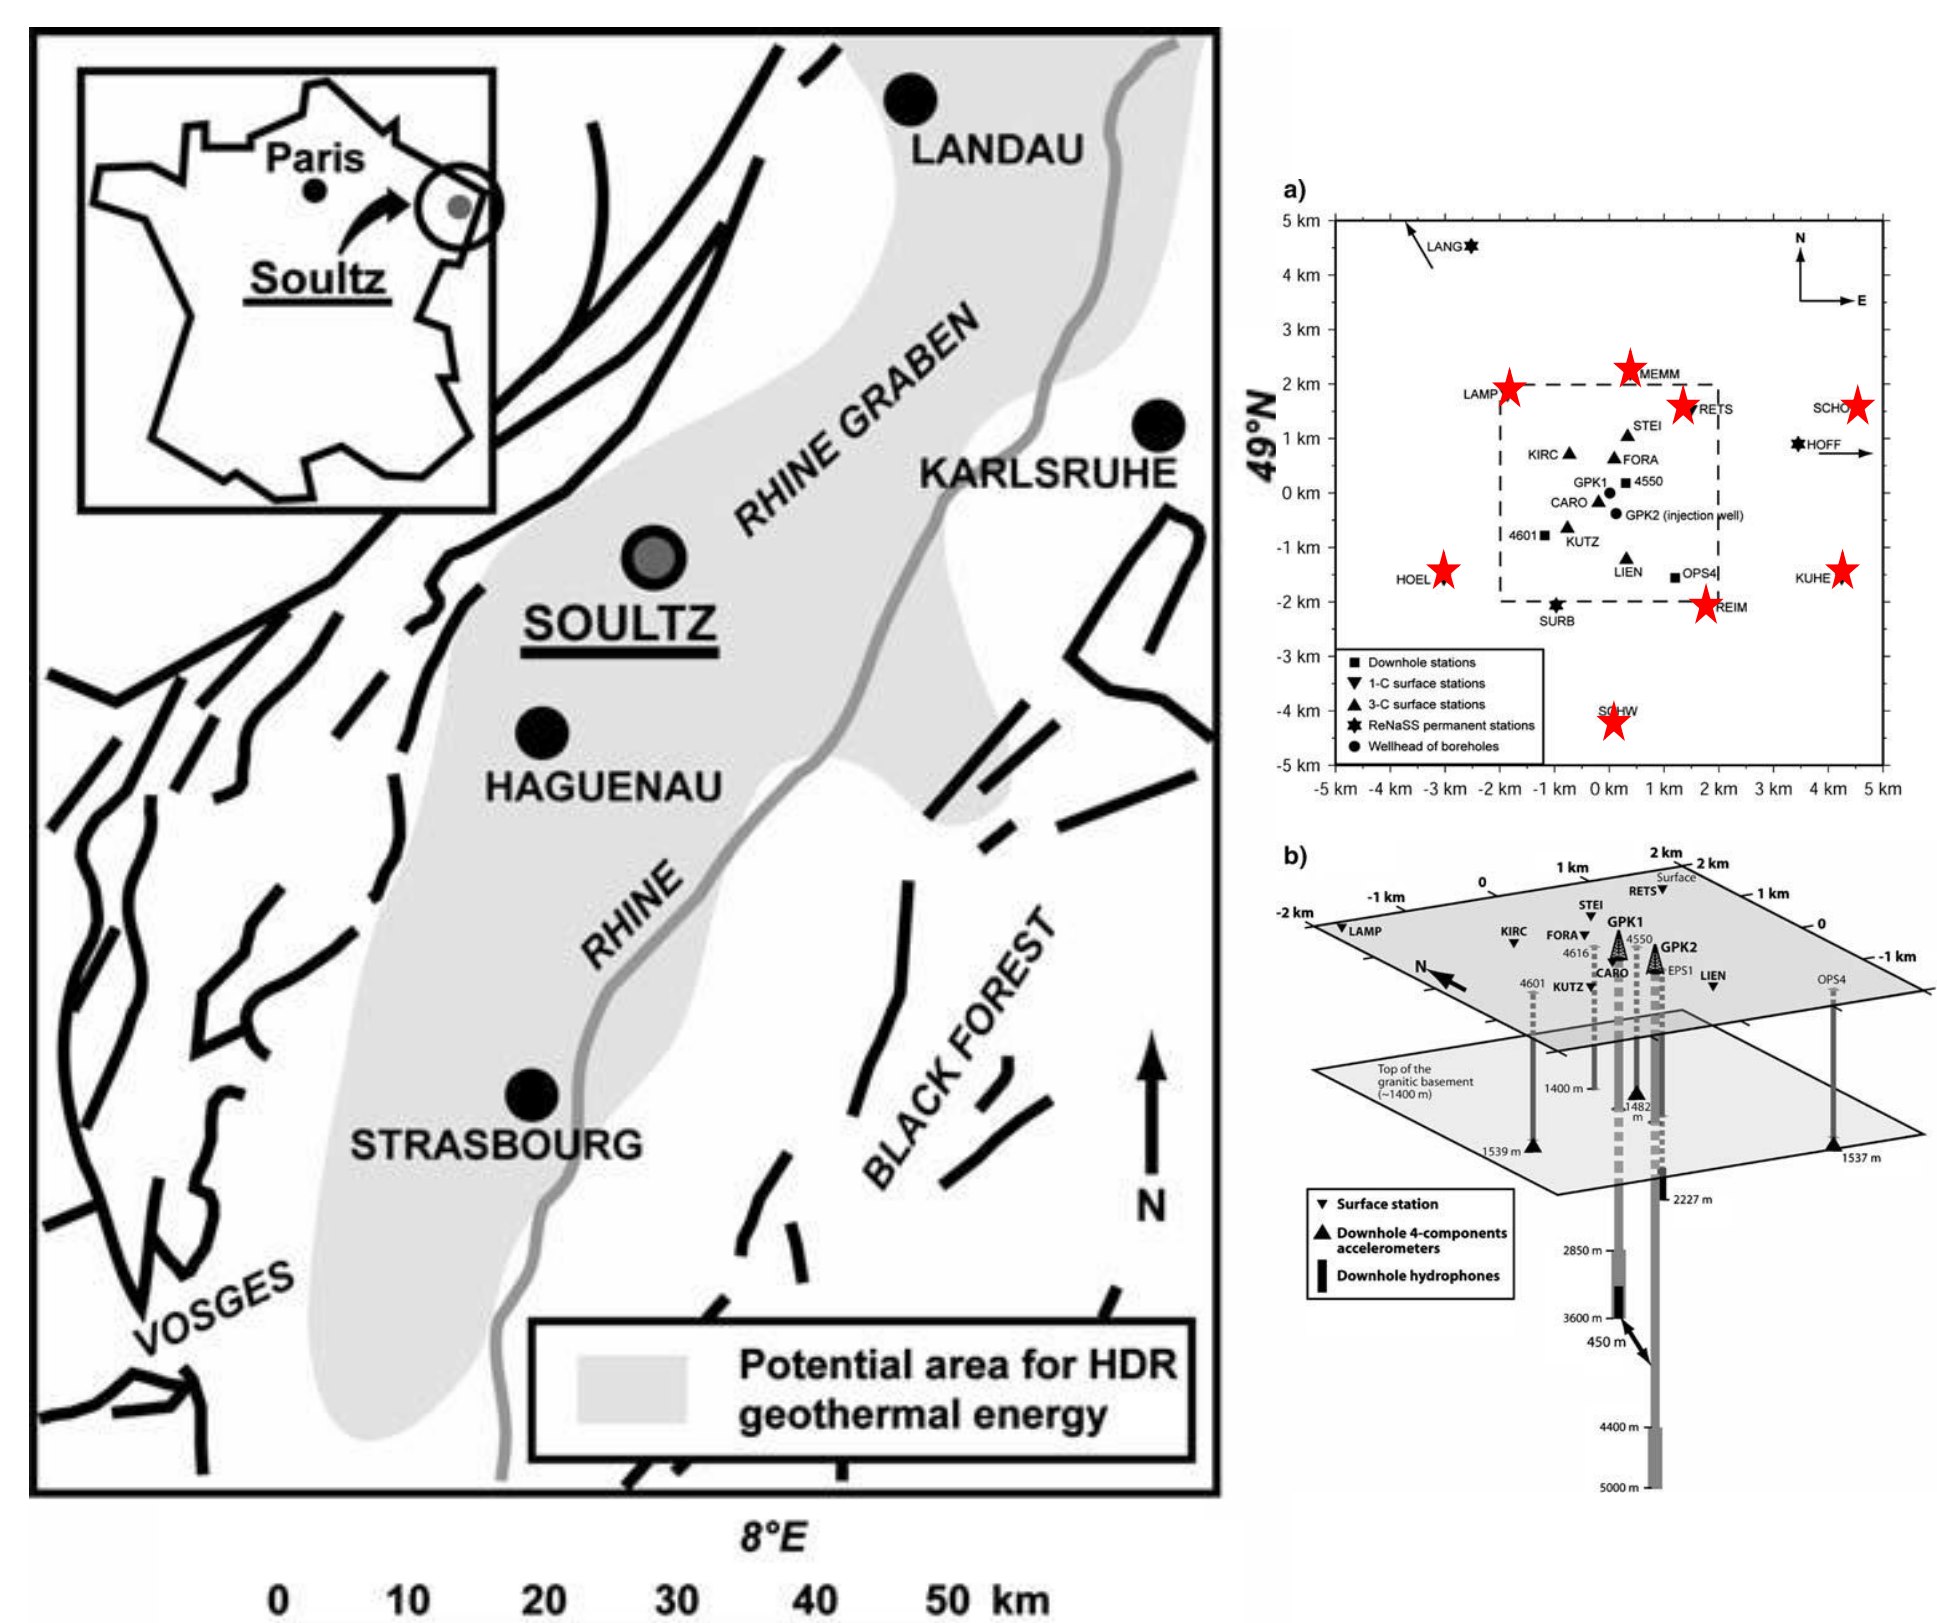 Paris
Soultz
LANDAU
RHINE GRABEN
KARLSRUHE
SOULTZ
HAGUENAU
RHINE
STRASBOURG
BLACK FOREST
N
VOSGES
Potential area for HDR
geothermal energy
8°E
0 10 20 30 40 50 km
49°N
a)
5 km
4 km
3 km
2 km
1 km
0 km
-1 km
-2 km
-3 km
-4 km
-5 km
LANG
N
E
MEMM
LAMP
RETS
SCHO
STEI
HOFF
KIRC
FORA
GPK1
4550
CARO
GPK2 (injection well)
4601
KUTZ
LIEN
OPS4
HOEL
KUHE
REIM
SURB
SCHW
Downhole stations
1-C surface stations
3-C surface stations
ReNaSS permanent stations
Wellhead of boreholes
-5 km -4 km -3 km -2 km -1 km 0 km 1 km 2 km 3 km 4 km 5 km
b)
2 km
2 km
1 km
Surface
RETS
0
1 km
-1 km
-2 km
STEI
GPK1
0
LAMP
KIRC
FORA
4550
4616
GPK2
-1 km
N
CARO
EPS1
LIEN
OPS4
4601
KUTZ
Top of the
granitic basement
(~1400 m)
1400 m
1482
m
1539 m
1537 m
2227 m
Surface station
Downhole 4-components
accelerometers
Downhole hydrophones
2850 m
3600 m
450 m
4400 m
5000 m